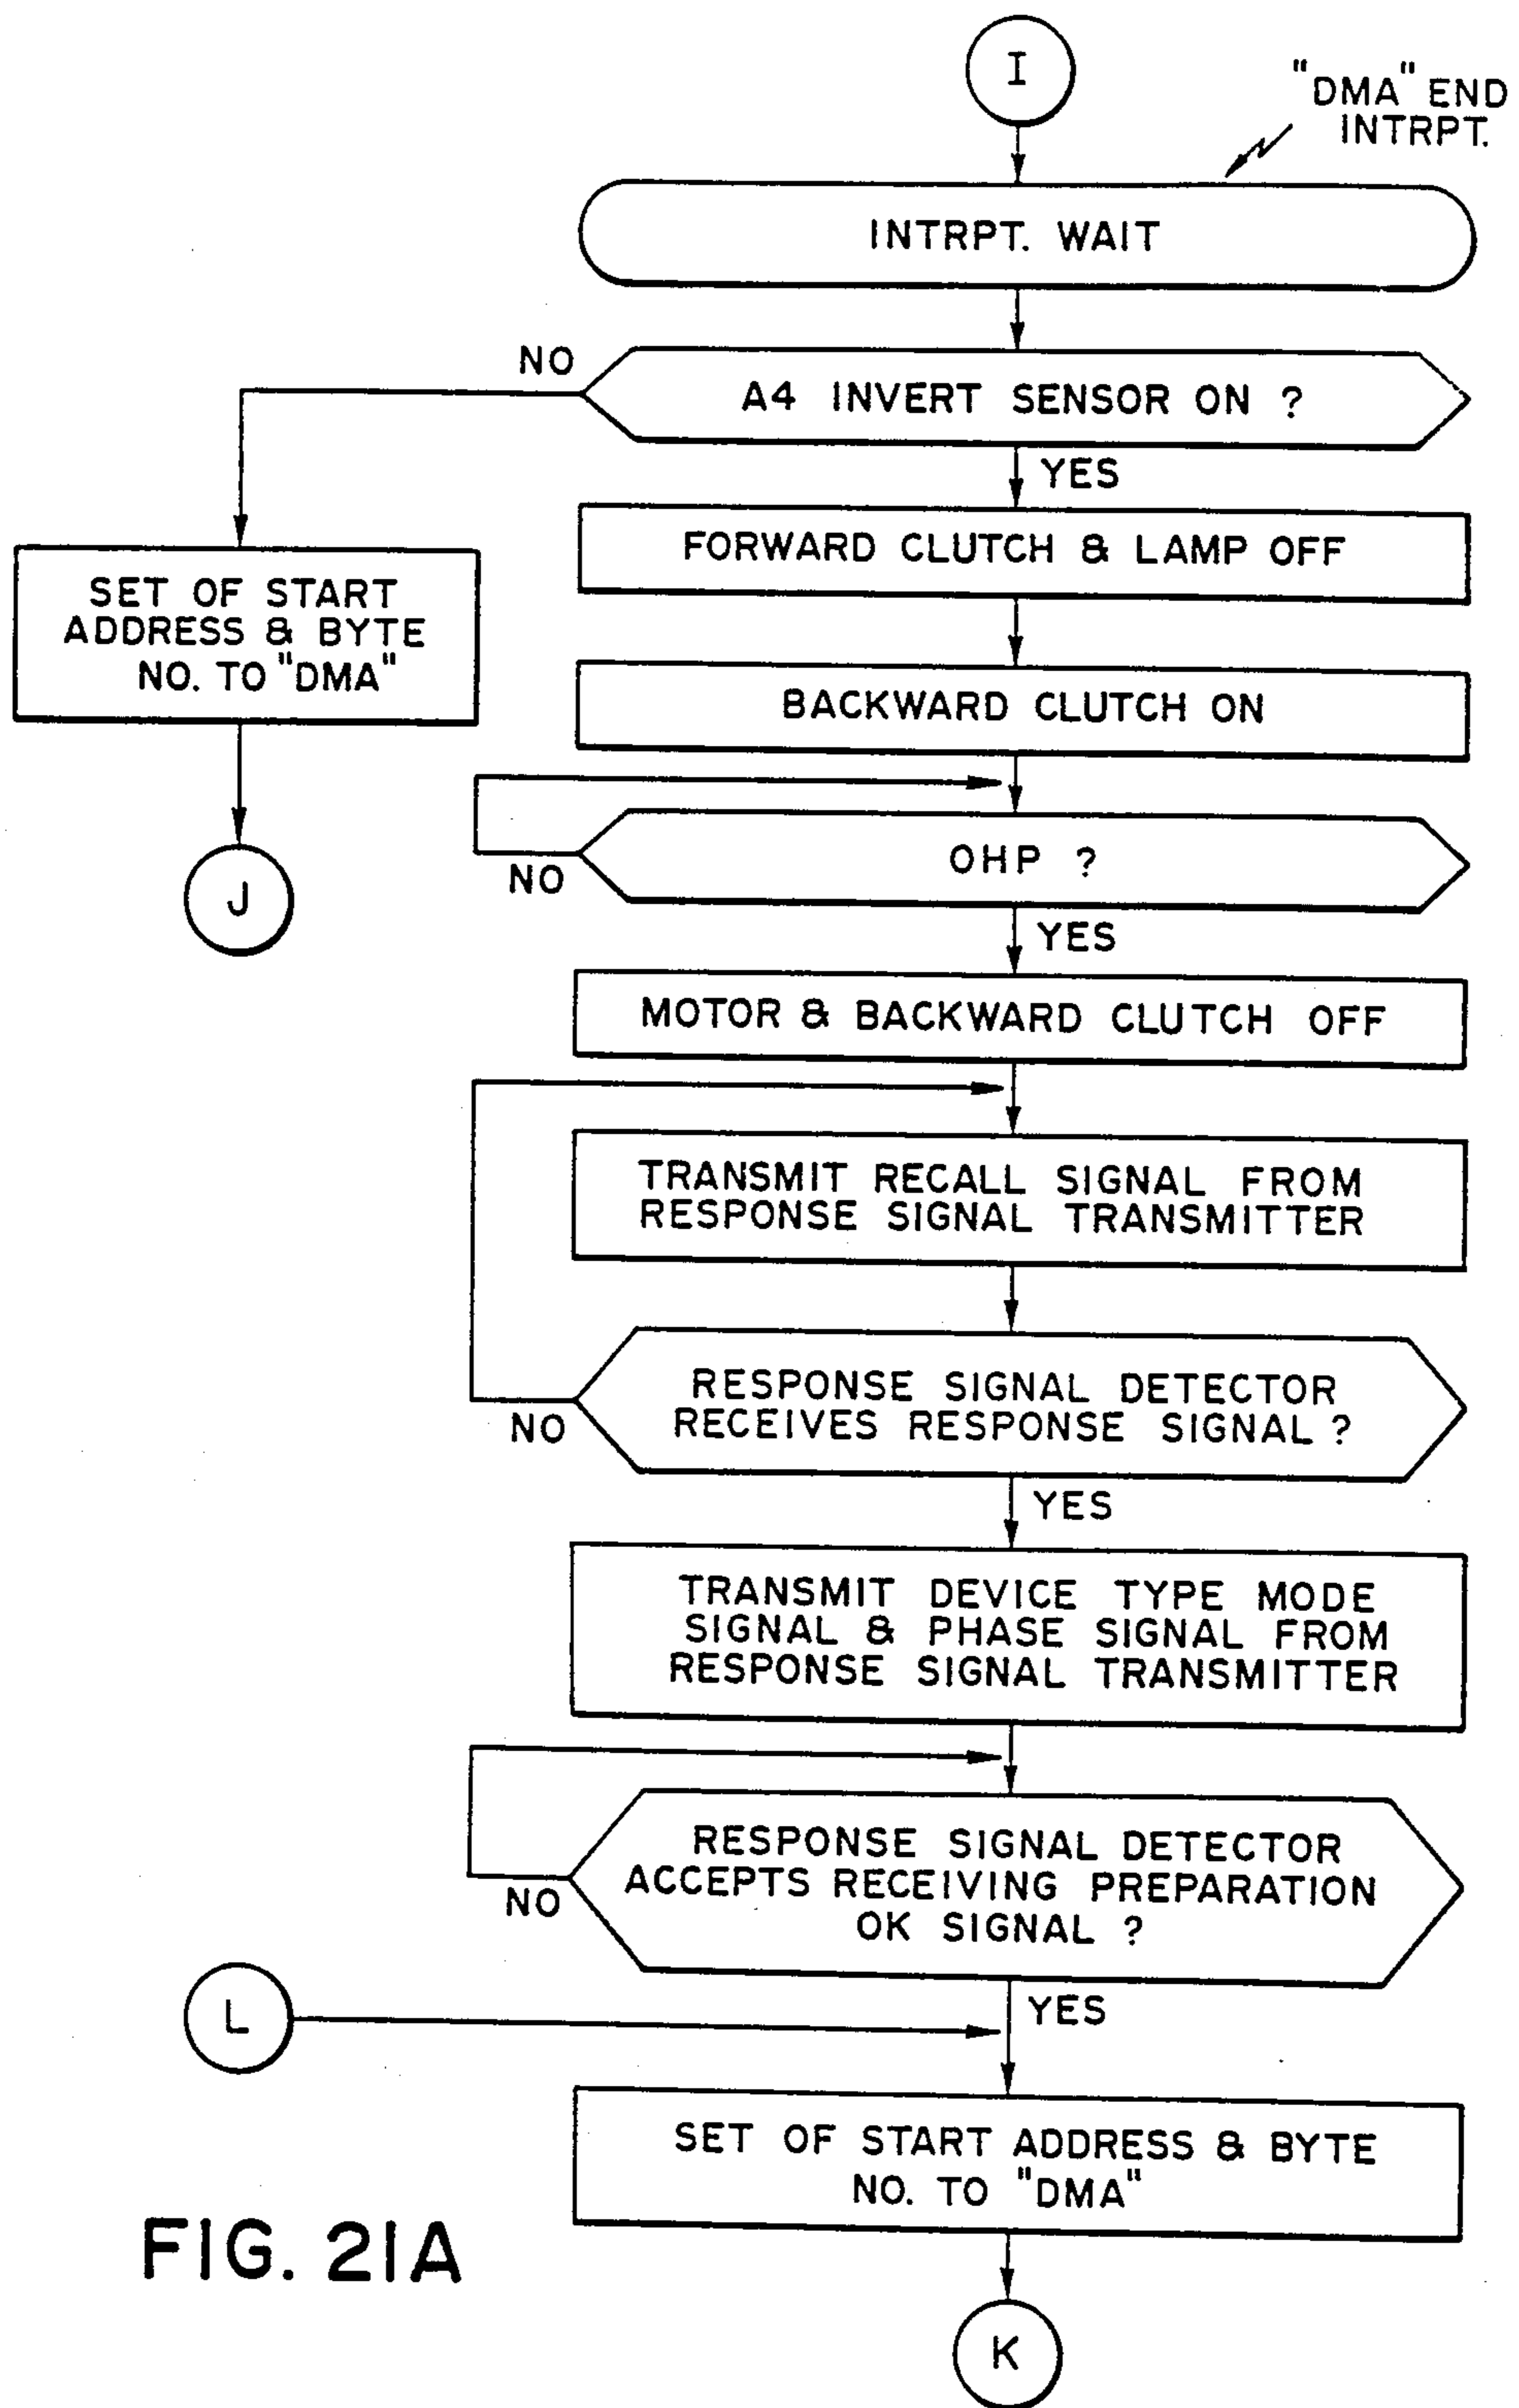 I
"DMA" END
INTRPT.
INTRPT. WAIT
NO
A4 INVERT SENSOR ON ?
YES
FORWARD CLUTCH & LAMP OFF
SET OF START
ADDRESS & BYTE
NO. TO "DMA"
BACKWARD CLUTCH ON
J
NO
OHP ?
YES
MOTOR & BACKWARD CLUTCH OFF
TRANSMIT RECALL SIGNAL FROM
RESPONSE SIGNAL TRANSMITTER
RESPONSE SIGNAL DETECTOR
RECEIVES RESPONSE SIGNAL ?
NO
YES
TRANSMIT DEVICE TYPE MODE
SIGNAL & PHASE SIGNAL FROM
RESPONSE SIGNAL TRANSMITTER
RESPONSE SIGNAL DETECTOR
ACCEPTS RECEIVING PREPARATION
OK SIGNAL ?
NO
YES
L
SET OF START ADDRESS & BYTE
NO. TO "DMA"
FIG. 21A
K